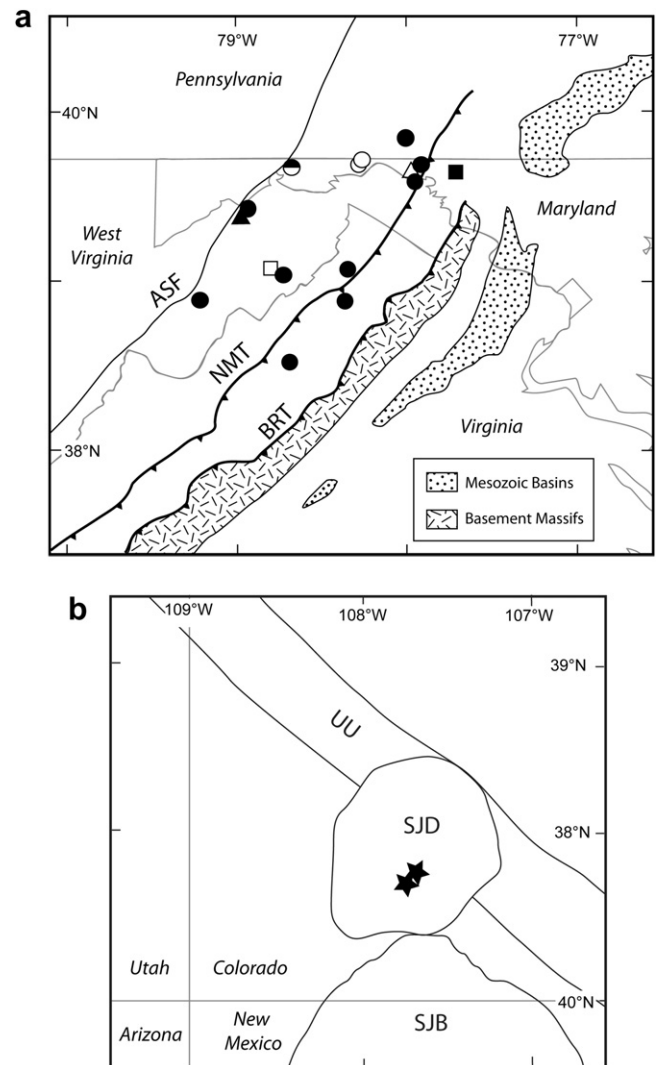 a
79°W
77°W
Pennsylvania
40°N
Maryland
West
Virginia
ASF
NMT
BRT
38°N
Virginia
Mesozoic Basins
Basement Massifs
b
109°W
108°W
107°W
39°N
UU
SJD
38°N
Utah
Colorado
40°N
Arizona
New
Mexico
SJB